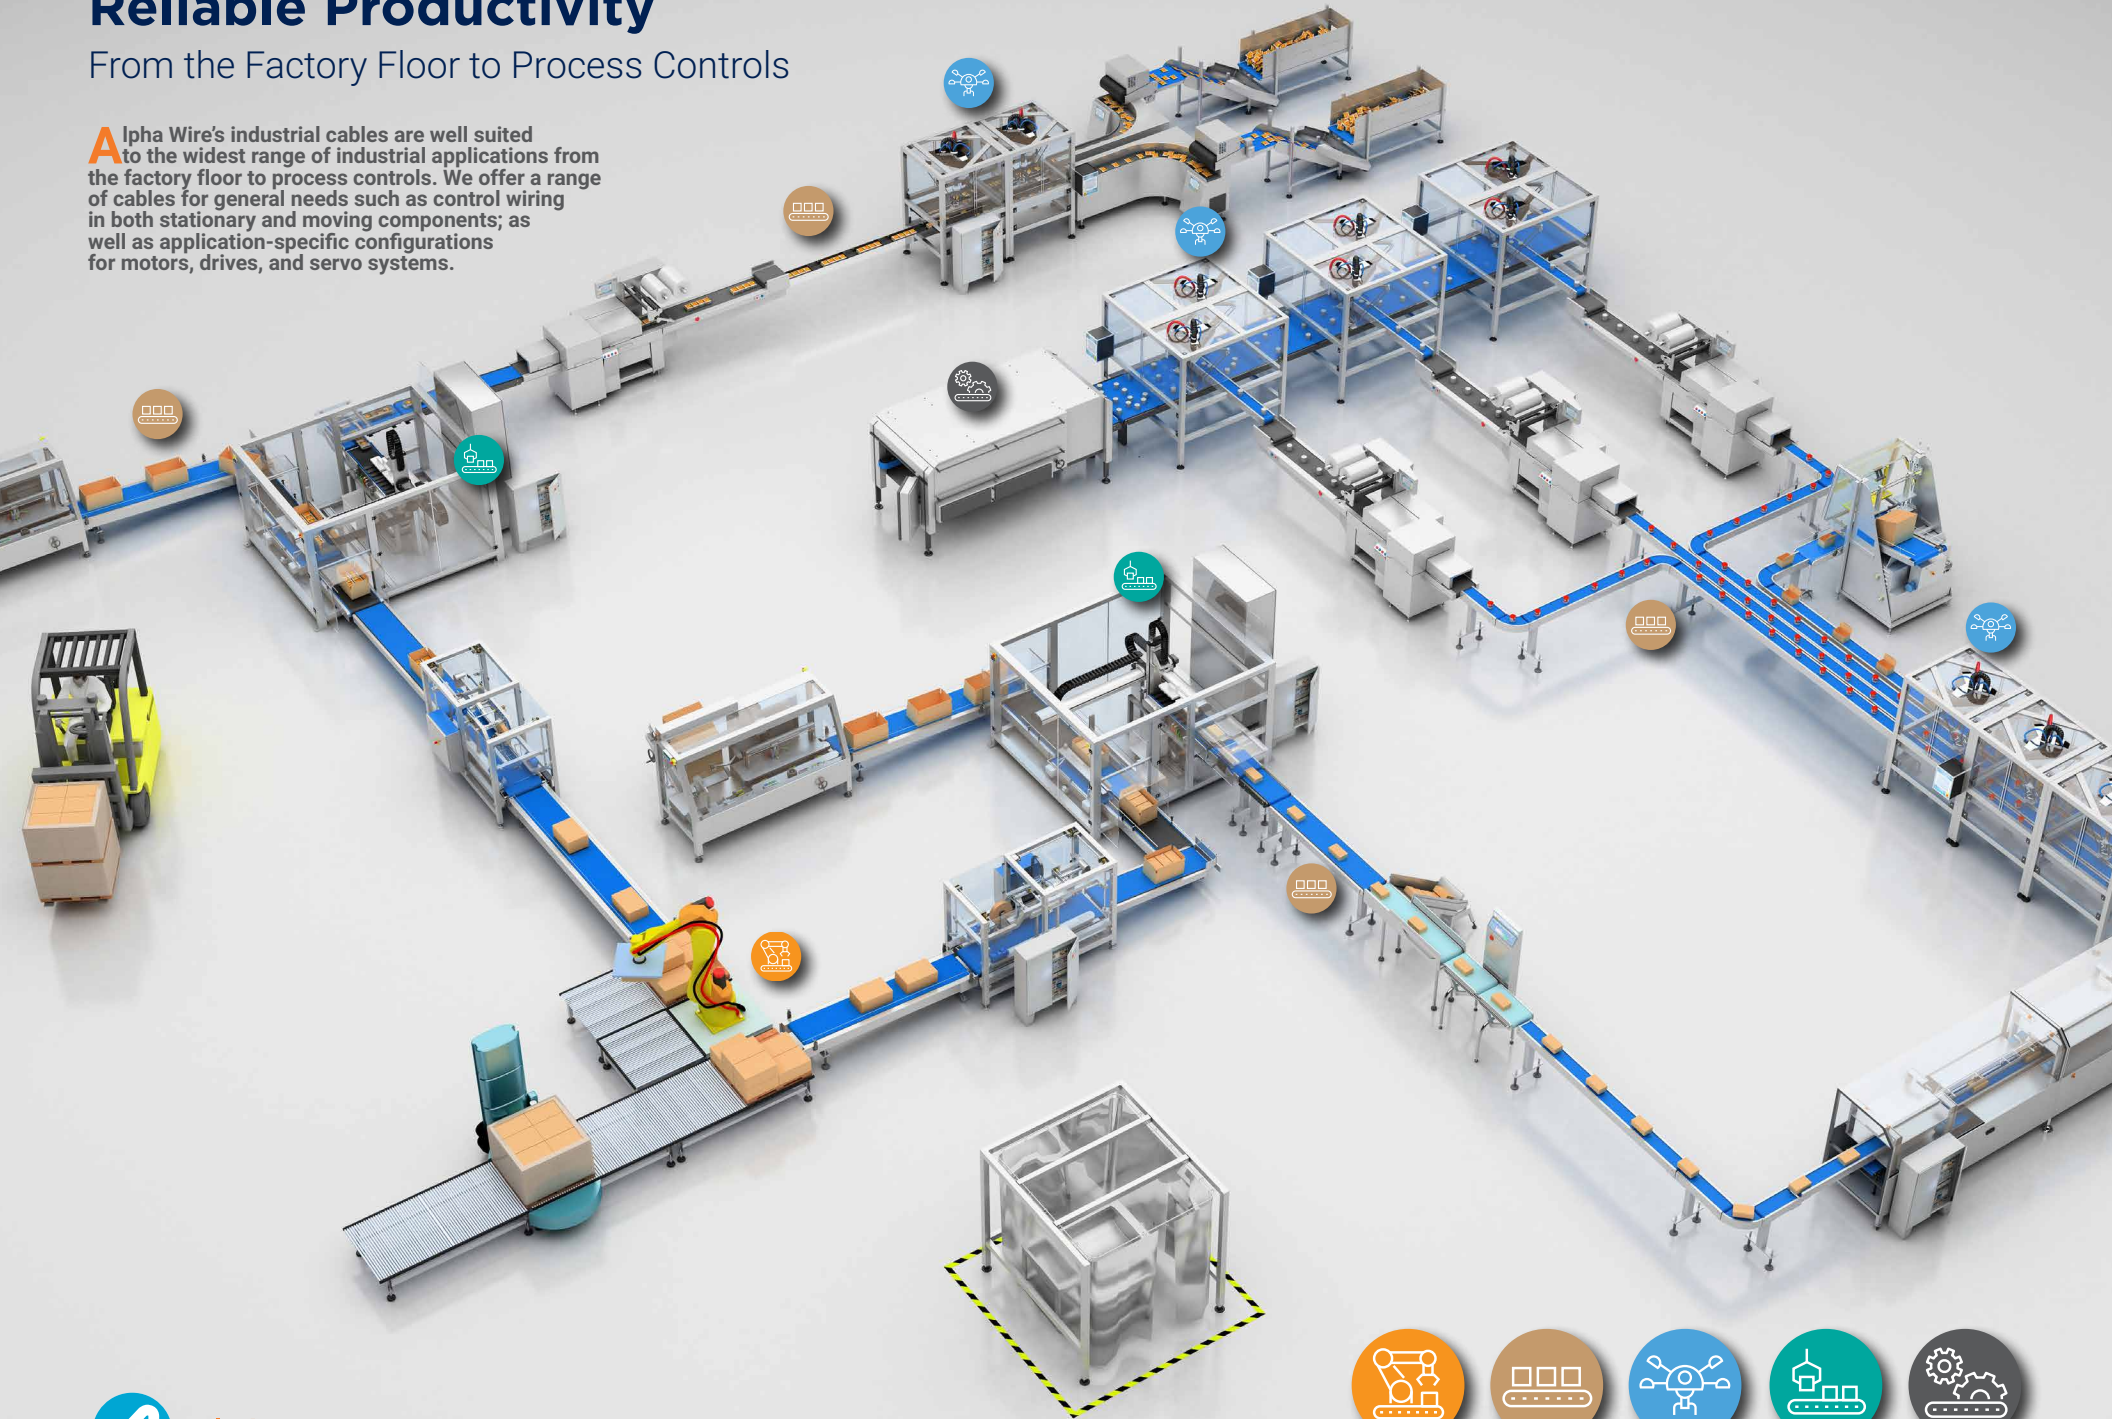 Reliable Productivity
From the Factory Floor to Process Controls
Alpha Wire’s industrial cables are well suited
to the widest range of industrial applications from
the factory floor to process controls. We offer a range
of cables for general needs such as control wiring
in both stationary and moving components; as
well as application-specific configurations
for motors, drives, and servo systems.